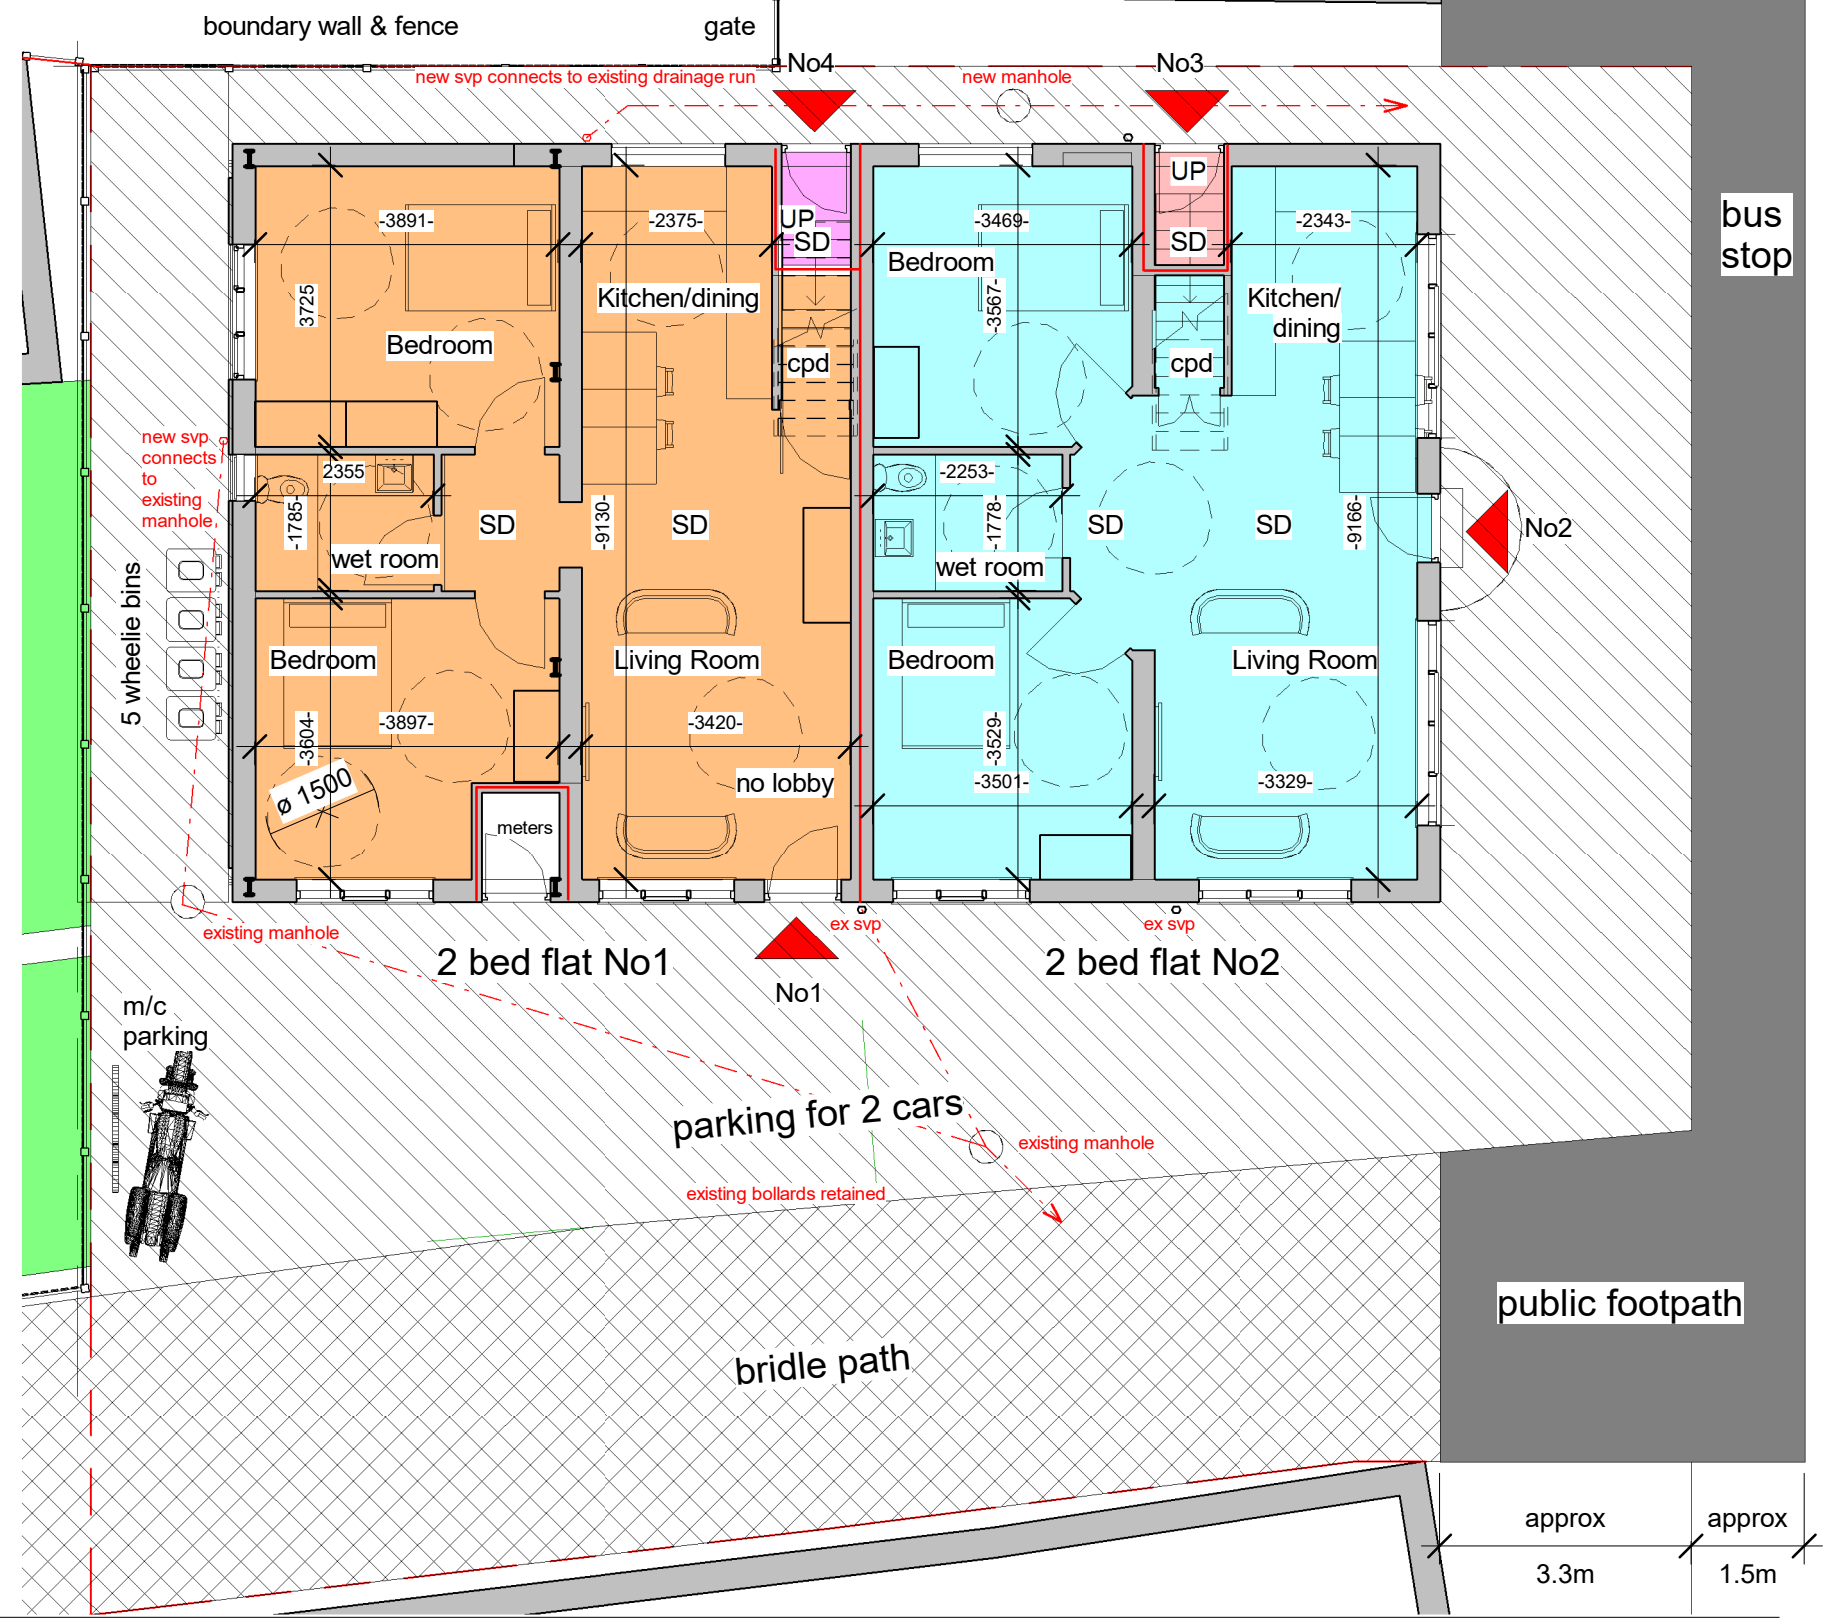 boundary wall & fence
gate
No4
No3
new svp connects to existing drainage run
new manhole
UP
SD
UP
SD
bus
stop
-3891-
-2375-
-3469-
-2343-
Bedroom
3725
Kitchen/dining
-3567-
Kitchen/
dining
Bedroom
cpd
cpd
new svp
connects
to
existing
manhole
2355
-2253-
-1785-
SD
-9130-
SD
-1778-
SD
SD
-9166-
No2
wet room
wet room
5 wheelie bins
Bedroom
Living Room
Bedroom
Living Room
-3604-
-3897-
-3420-
-3529-
-3501-
-3329-
no lobby
ø 1500
meters
existing manhole
ex svp
ex svp
2 bed flat No1
2 bed flat No2
No1
m/c
parking
parking for 2 cars
existing manhole
existing bollards retained
public footpath
bridle path
approx
approx
3.3m
1.5m